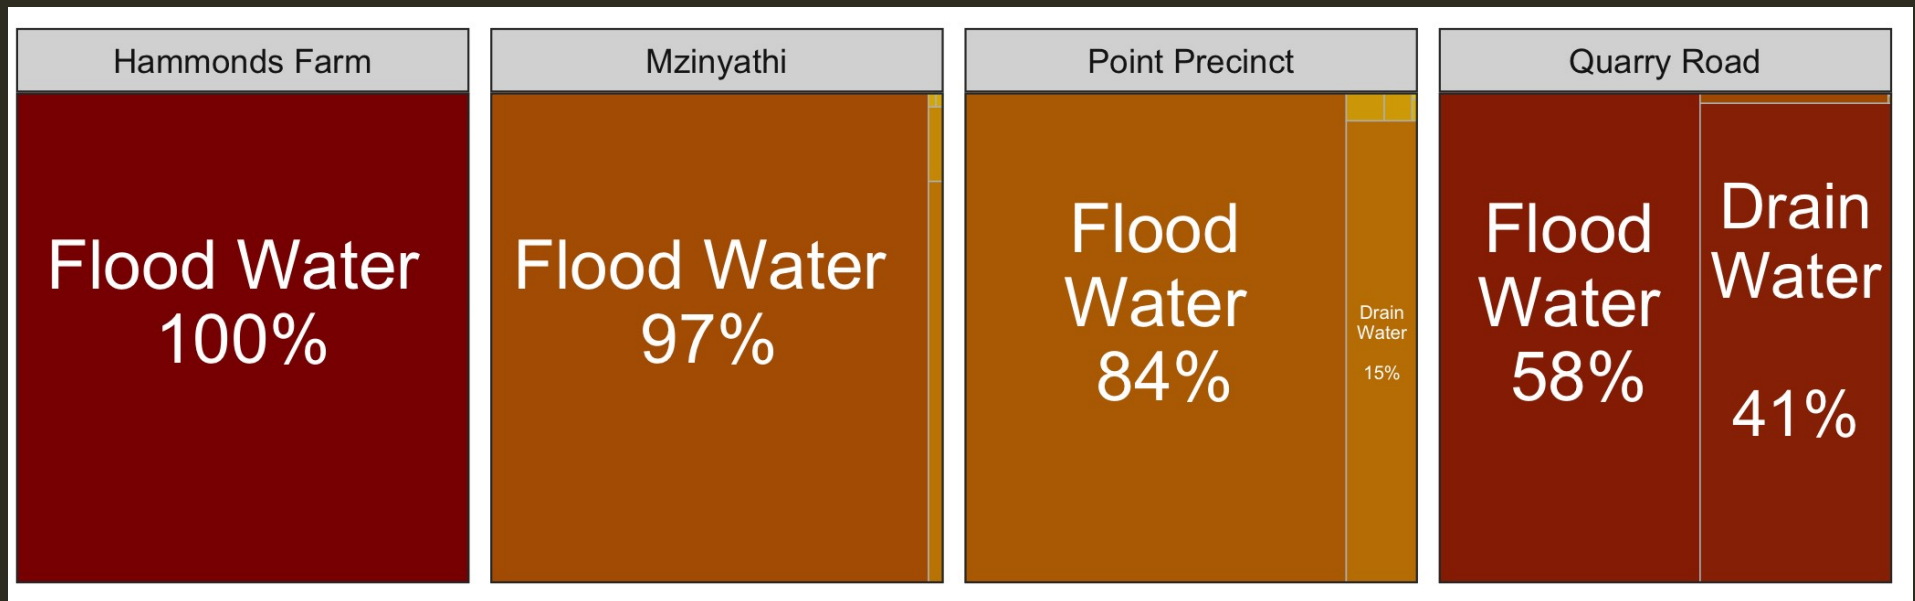 Hammonds Farm
Flood Water
100%
Mzinyathi
Flood Water
97%
Point Precinct
Flood
Water
84%
Drain
Water
15%
Quarry Road
Flood
Water
58%
Drain
Water
41%